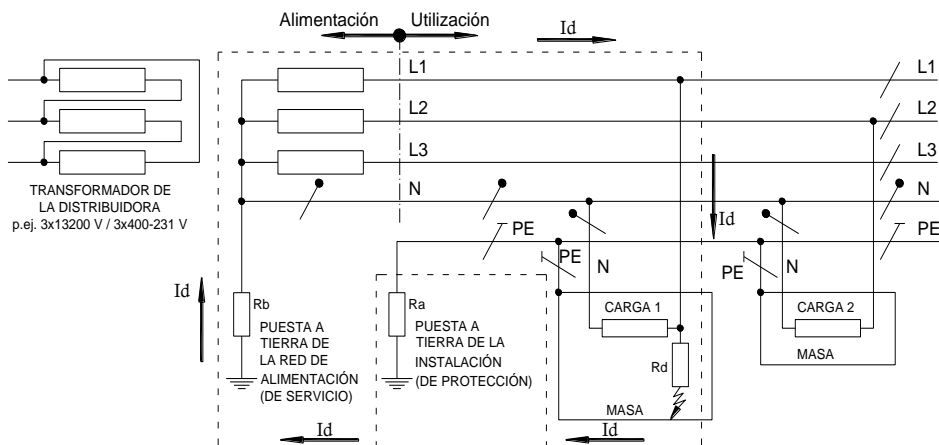 Alimentación
Utilización
Id
L1
L1
L2
L2
L3
L3
N
N
PE
PE
TRANSFORMADOR DE
LA DISTRIBUIDORA
p.ej. 3x13200 V / 3x400-231 V
Id
PE
N
PE
N
Id
Rb
PUESTA A
TIERRA DE
LA RED DE
ALIMENTACIÓN
(DE SERVICIO)
Ra
PUESTA A
TIERRA DE LA
INSTALACIÓN
(DE PROTECCIÓN)
CARGA 1
Rd
MASA
CARGA 2
MASA
Id
Id